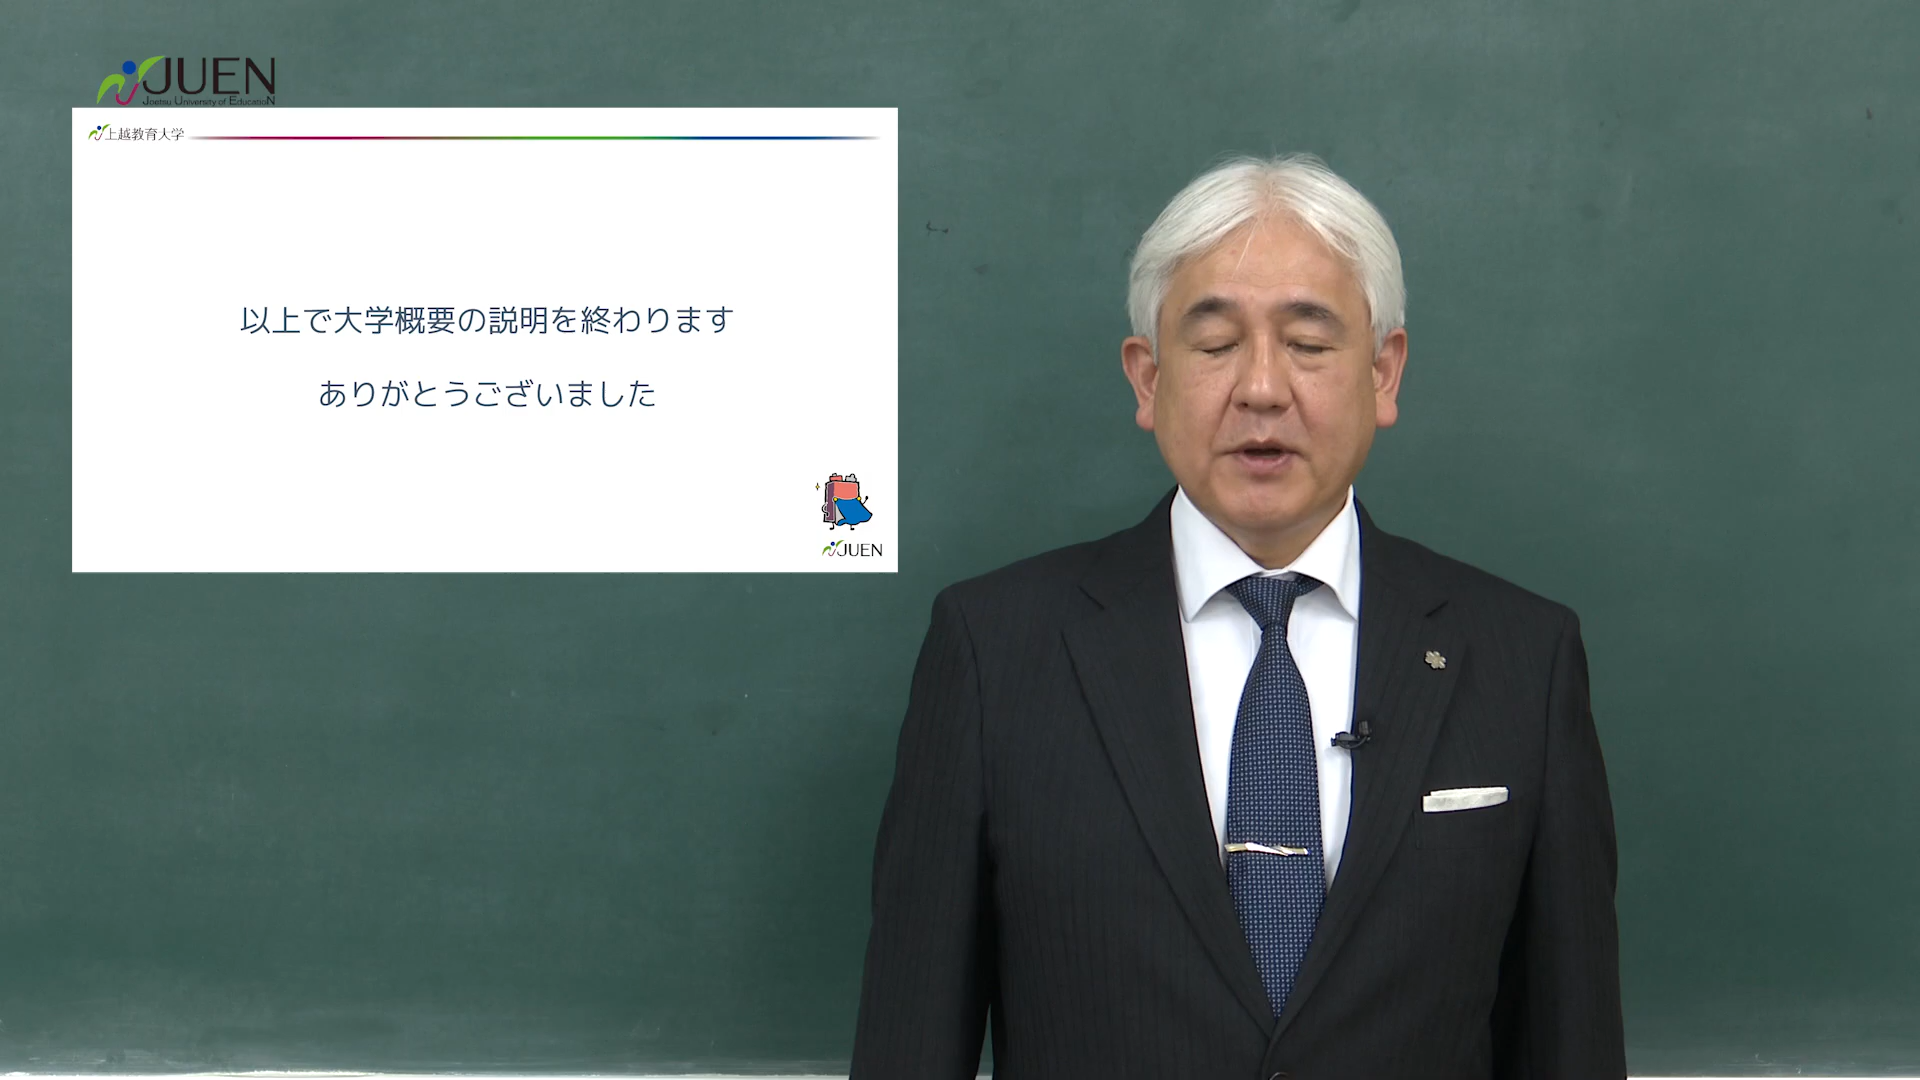 JUEN
Joetsu University of EducatioN
上越教育大学
以上で大学概要の説明を終わります
ありがとうございました
JUEN